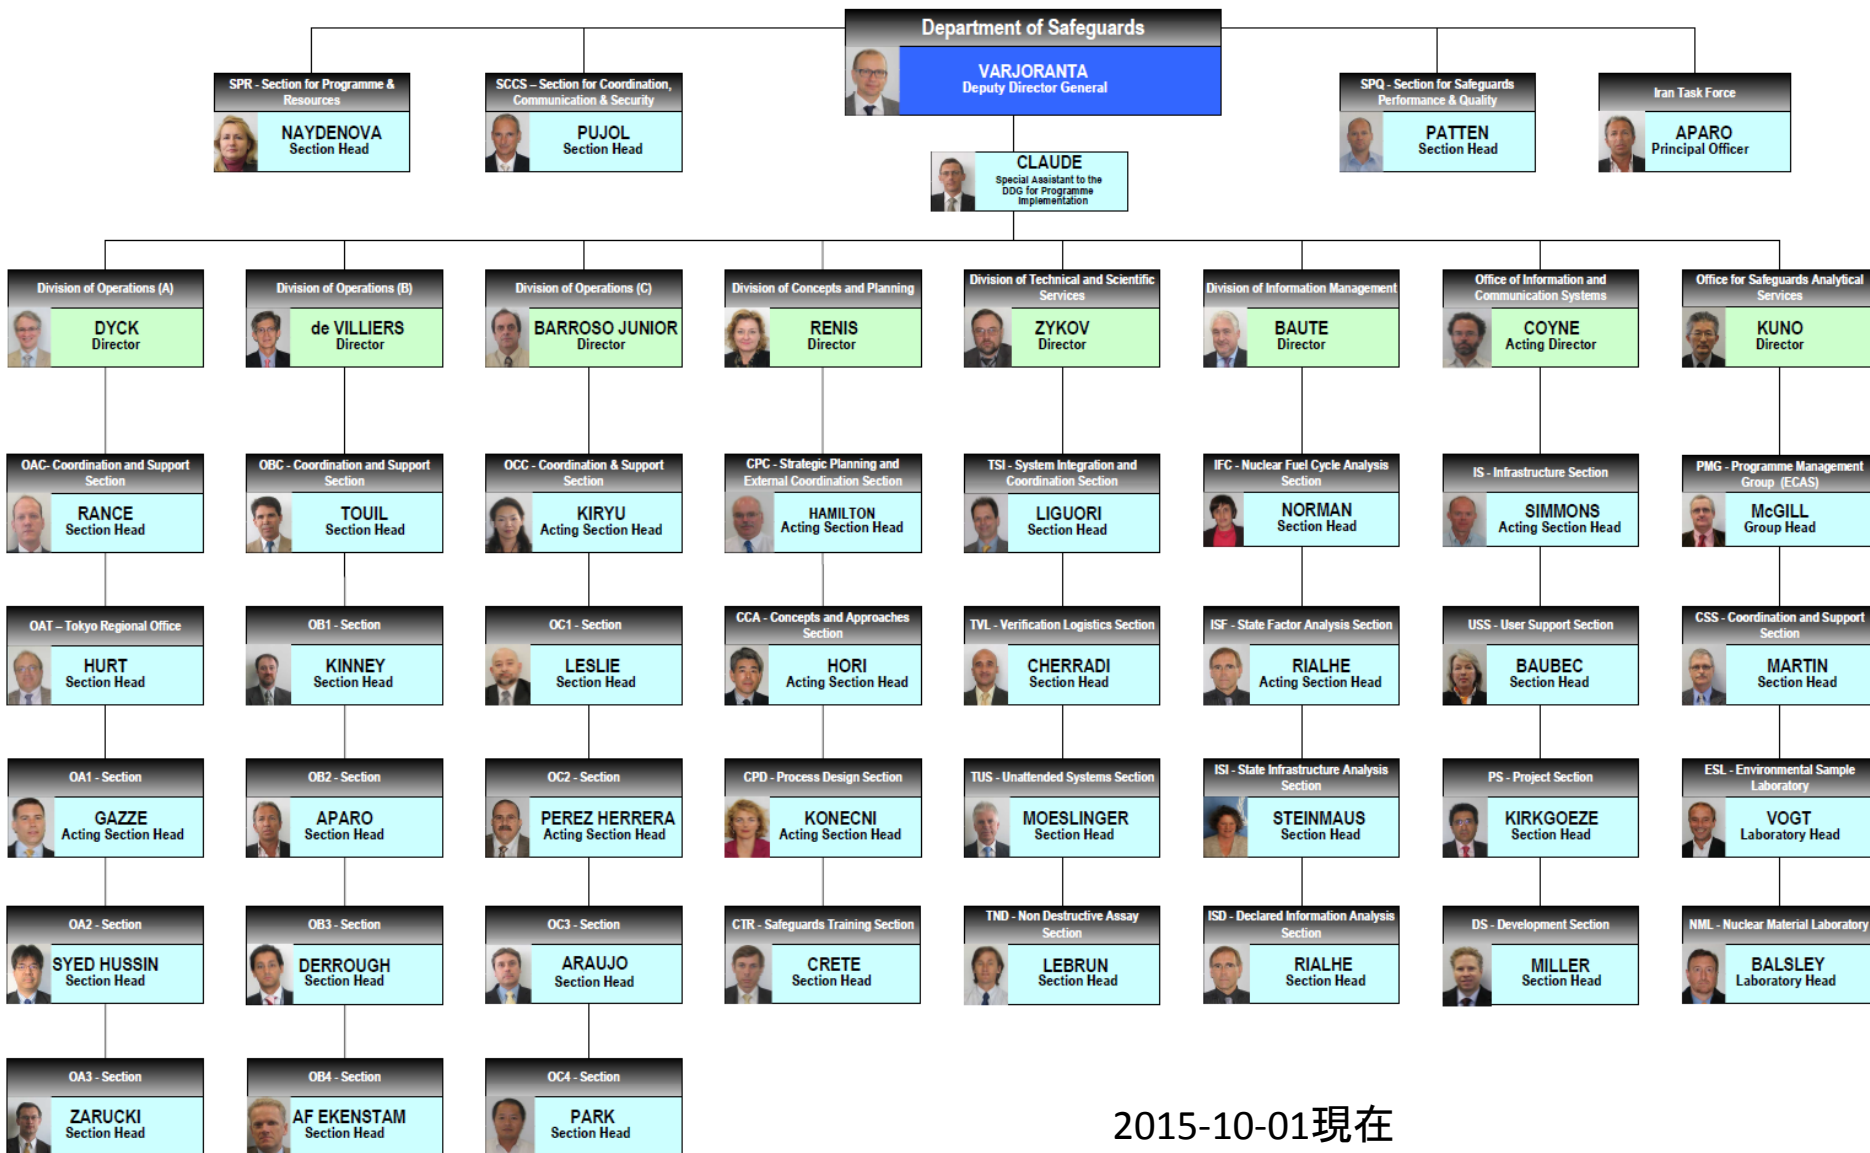 Department of Safeguards
VARJORANTA
Deputy Director General
SPR - Section for Programme &
Resources
NAYDENOVA
Section Head
SCCS – Section for Coordination,
Communication & Security
PUJOL
Section Head
SPQ - Section for Safeguards
Performance & Quality
PATTEN
Section Head
Iran Task Force
APARO
Principal Officer
CLAUDE
Special Assistant to the
DDG for Programme
Implementation
Division of Operations (A)
DYCK
Director
Division of Operations (B)
de VILLIERS
Director
Division of Operations (C)
BARROSO JUNIOR
Director
Division of Concepts and Planning
RENIS
Director
Division of Technical and Scientific
Services
ZYKOV
Director
Division of Information Management
BAUTE
Director
Office of Information and
Communication Systems
COYNE
Acting Director
Office for Safeguards Analytical
Services
KUNO
Director
OAC- Coordination and Support
Section
RANCE
Section Head
OBC - Coordination and Support
Section
TOUIL
Section Head
OCC - Coordination & Support
Section
KIRYU
Acting Section Head
CPC - Strategic Planning and
External Coordination Section
HAMILTON
Acting Section Head
TSI - System Integration and
Coordination Section
LIGUORI
Section Head
IFC - Nuclear Fuel Cycle Analysis
Section
NORMAN
Section Head
IS - Infrastructure Section
SIMMONS
Acting Section Head
PMG - Programme Management
Group (ECAS)
McGILL
Group Head
OAT – Tokyo Regional Office
HURT
Section Head
OB1 - Section
KINNEY
Section Head
OC1 - Section
LESLIE
Section Head
CCA - Concepts and Approaches
Section
HORI
Acting Section Head
TVL - Verification Logistics Section
CHERRADI
Section Head
ISF - State Factor Analysis Section
RIALHE
Acting Section Head
USS - User Support Section
BAUBEC
Section Head
CSS - Coordination and Support
Section
MARTIN
Section Head
OA1 - Section
GAZZE
Acting Section Head
OB2 - Section
APARO
Section Head
OC2 - Section
PEREZ HERRERA
Acting Section Head
CPD - Process Design Section
KONECNI
Acting Section Head
TUS - Unattended Systems Section
MOESLINGER
Section Head
ISI - State Infrastructure Analysis
Section
STEINMAUS
Section Head
PS - Project Section
KIRKGOEZE
Section Head
ESL - Environmental Sample
Laboratory
VOGT
Laboratory Head
OA2 - Section
SYED HUSSIN
Section Head
OB3 - Section
DERROUGH
Section Head
OC3 - Section
ARAUJO
Section Head
CTR - Safeguards Training Section
CRETE
Section Head
TND - Non Destructive Assay
Section
LEBRUN
Section Head
ISD - Declared Information Analysis
Section
RIALHE
Section Head
DS - Development Section
MILLER
Section Head
NML - Nuclear Material Laboratory
BALSLEY
Laboratory Head
OA3 - Section
ZARUCKI
Section Head
OB4 - Section
AF EKENSTAM
Section Head
OC4 - Section
PARK
Section Head
2015-10-01現在